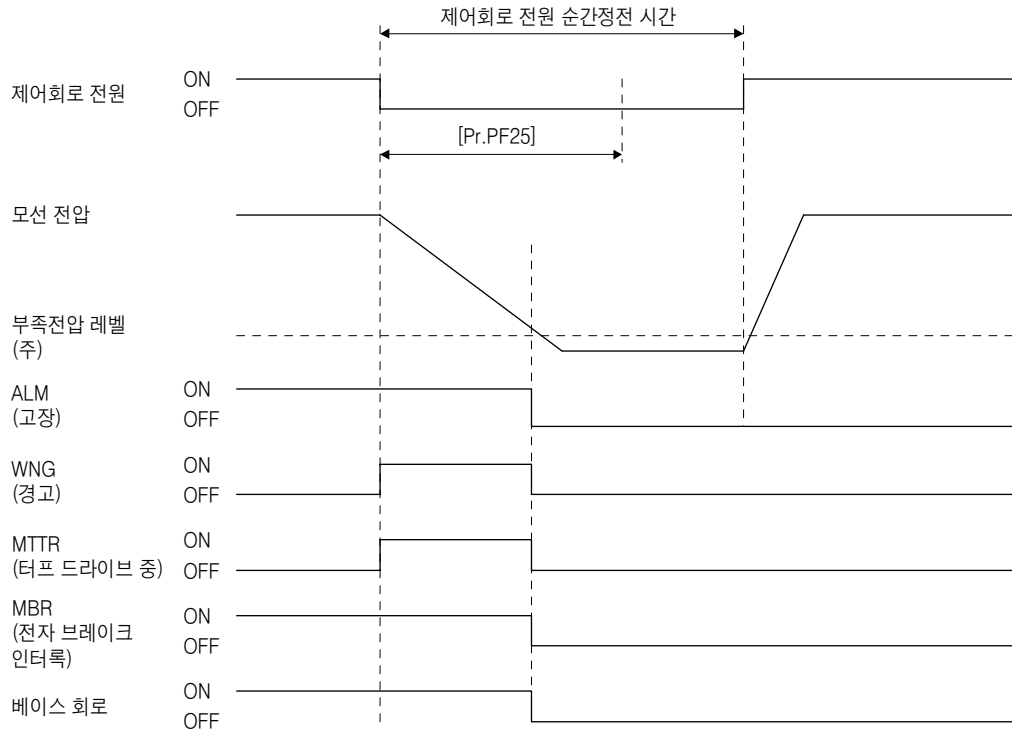 제어회로 전원 순간정전 시간
제어회로 전원
ON
OFF
[Pr.PF25]
모선 전압
부족전압 레벨
(주)
ALM
(고장)
ON
OFF
WNG
(경고)
ON
OFF
MTTR
(터프 드라이브 중)
ON
OFF
MBR
(전자 브레이크
인터록)
ON
OFF
베이스 회로
ON
OFF